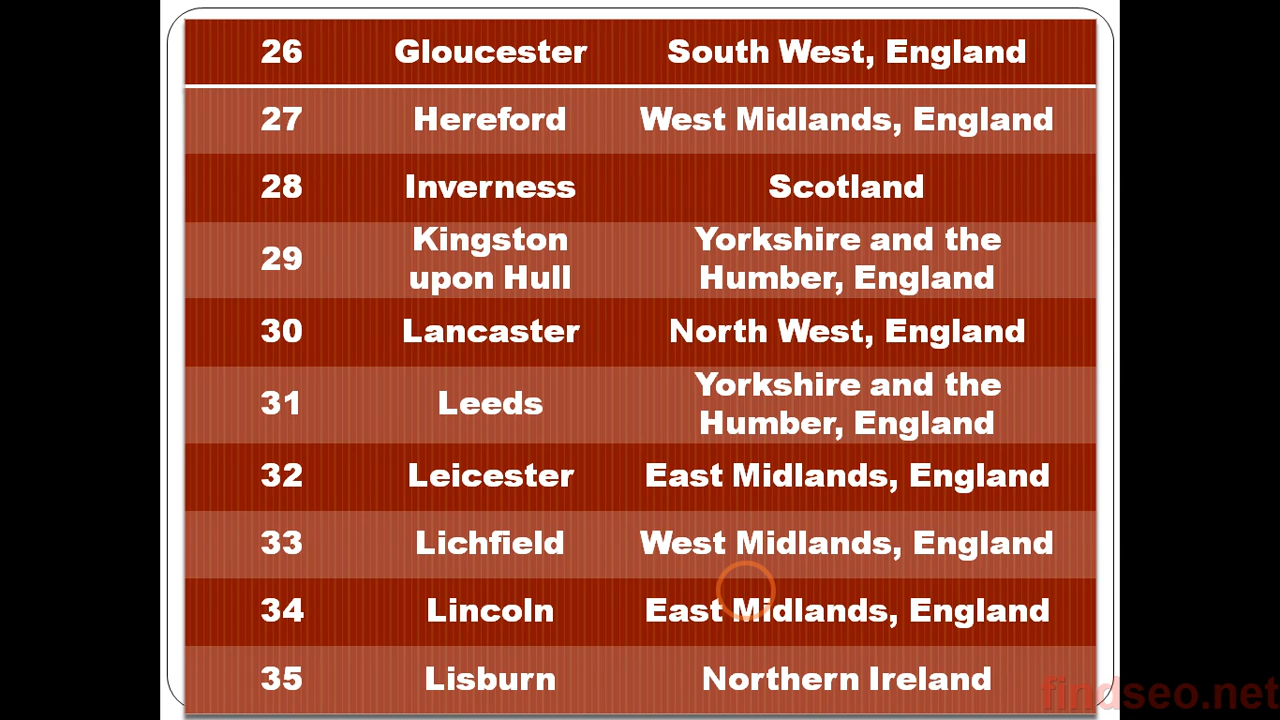 26 Gloucester South West, England
27 Hereford West Midlands, England
28 Inverness Scotland
29 Kingston upon Hull Yorkshire and the Humber, England
30 Lancaster North West, England
31 Leeds Yorkshire and the Humber, England
32 Leicester East Midlands, England
33 Lichfield West Midlands, England
34 Lincoln East Midlands, England
35 Lisburn Northern Ireland
findseo.net